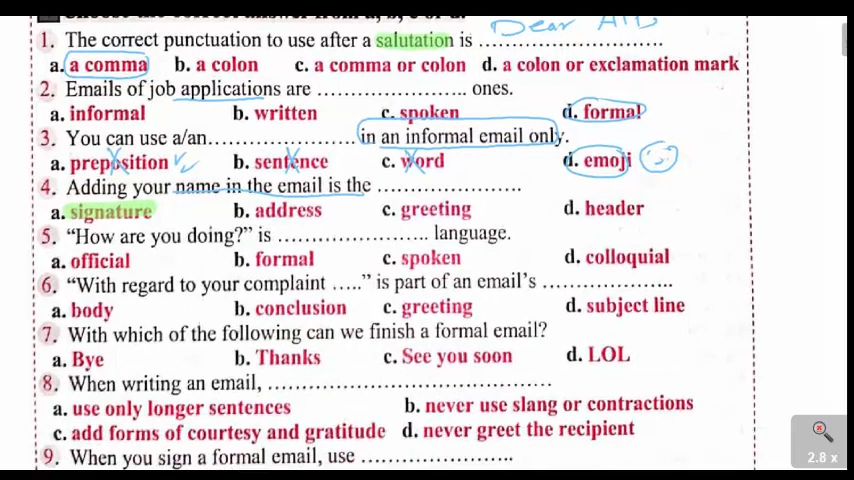 Dear Ali
1. The correct punctuation to use after a salutation is ……………………………
a. a comma b. a colon c. a comma or colon d. a colon or exclamation mark
2. Emails of job applications are ……………………… ones.
a. informal b. written c. spoken d. formal
3. You can use a/an……………………… in an informal email only.
a. preposition b. sentence c. word d. emoji
4. Adding your name in the email is the ……………………
a. signature b. address c. greeting d. header
5. “How are you doing?” is …………………….. language.
a. official b. formal c. spoken d. colloquial
6. “With regard to your complaint …..” is part of an email’s ………………….
a. body b. conclusion c. greeting d. subject line
7. With which of the following can we finish a formal email?
a. Bye b. Thanks c. See you soon d. LOL
8. When writing an email, ……………………………………………
a. use only longer sentences b. never use slang or contractions
c. add forms of courtesy and gratitude d. never greet the recipient
9. When you sign a formal email, use ……………………….
2.8 x